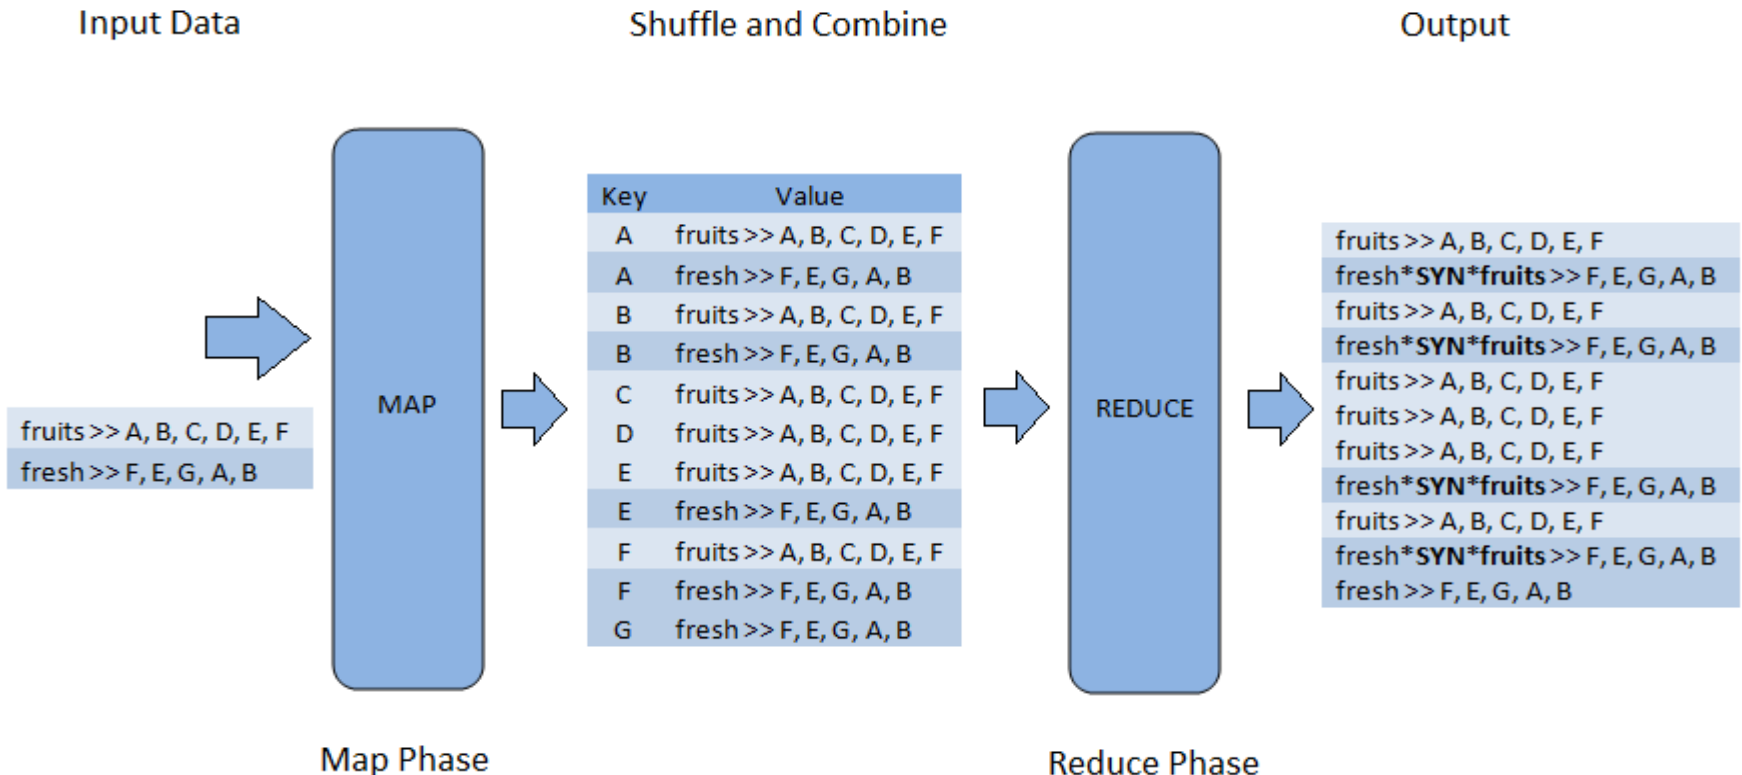 Input Data
Shuffle and Combine
Output
fruits>> A, B, C, D, E, F
fresh>> F, E, G, A, B
MAP
Map Phase
Key Value
A fruits>> A, B, C, D, E, F
A fresh>> F, E, G, A, B
B fruits>> A, B, C, D, E, F
B fresh>> F, E, G, A, B
C fruits>> A, B, C, D, E, F
D fruits>> A, B, C, D, E, F
E fruits>> A, B, C, D, E, F
E fresh>> F, E, G, A, B
F fruits>> A, B, C, D, E, F
F fresh>> F, E, G, A, B
G fresh>> F, E, G, A, B
REDUCE
Reduce Phase
fruits>> A, B, C, D, E, F
fresh*SYN*fruits>> F, E, G, A, B
fruits>> A, B, C, D, E, F
fresh*SYN*fruits>> F, E, G, A, B
fruits>> A, B, C, D, E, F
fruits>> A, B, C, D, E, F
fruits>> A, B, C, D, E, F
fresh*SYN*fruits>> F, E, G, A, B
fruits>> A, B, C, D, E, F
fresh*SYN*fruits>> F, E, G, A, B
fresh>> F, E, G, A, B